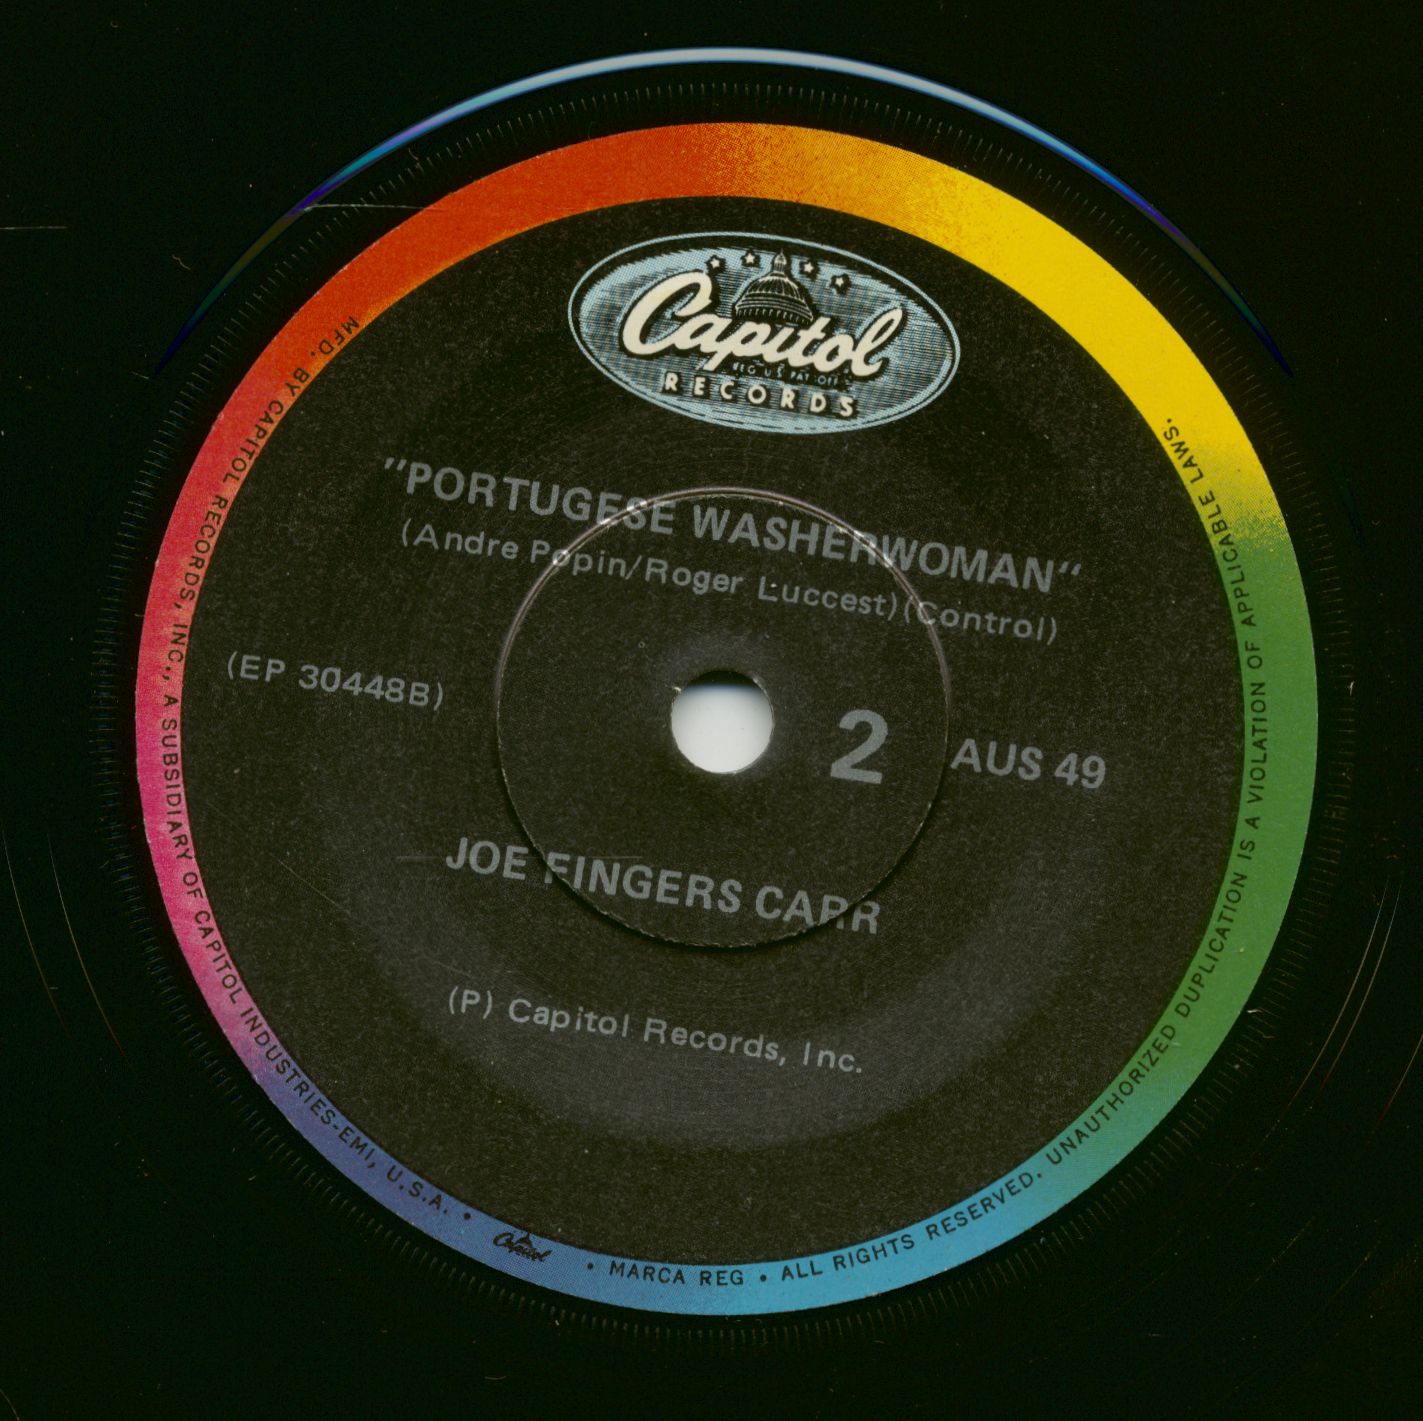 Capitol
REG. U.S. PAT. OFF.
RECORDS
"PORTUGESE WASHERWOMAN"
(Andre Popin/Roger Luccest)(Control)
(EP 30448B)
2
AUS 49
JOE FINGERS CARR
(P) Capitol Records, Inc.
MFD. BY CAPITOL RECORDS, INC., A SUBSIDIARY OF CAPITOL INDUSTRIES-EMI, U.S.A. • Capitol • MARCA REG • ALL RIGHTS RESERVED. UNAUTHORIZED DUPLICATION IS A VIOLATION OF APPLICABLE LAWS.